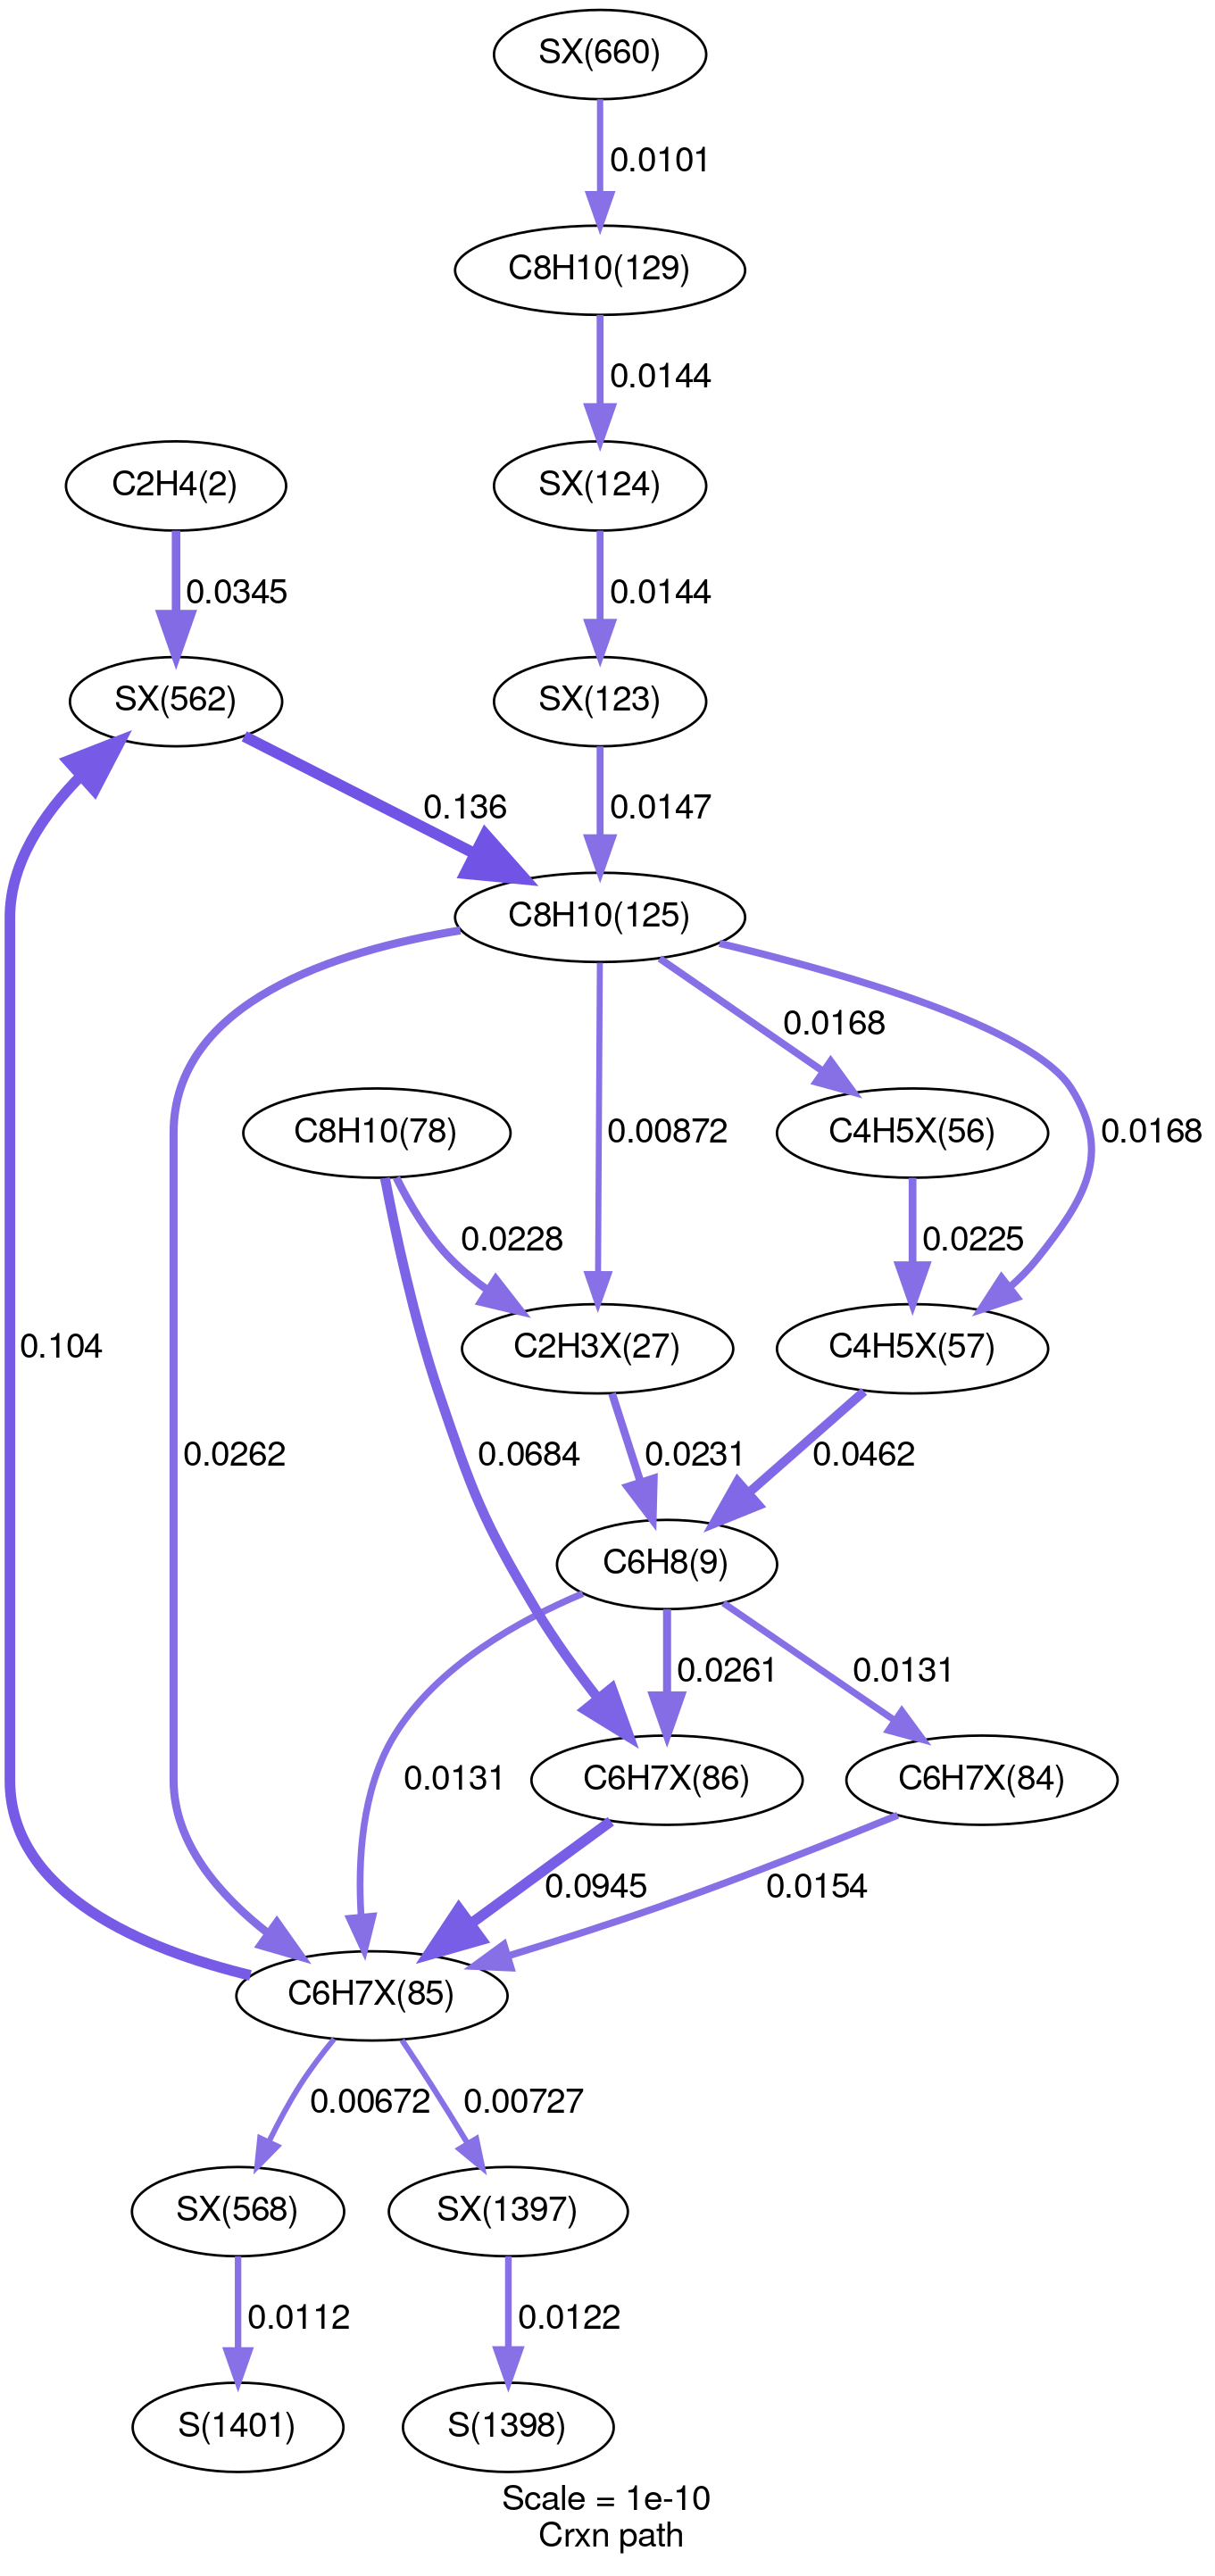 SX(660)
0.0101
C8H10(129)
0.0144
C2H4(2)
SX(124)
0.0345
0.0144
SX(562)
SX(123)
0.136
0.0147
C8H10(125)
0.0168
C8H10(78)
0.00872
C4H5X(56)
0.0168
0.0228
0.0225
0.104
C2H3X(27)
C4H5X(57)
0.0262
0.0684
0.0231
0.0462
C6H8(9)
0.0261
0.0131
0.0131
C6H7X(86)
C6H7X(84)
0.0945
0.0154
C6H7X(85)
0.00672
0.00727
SX(568)
SX(1397)
0.0112
0.0122
S(1401)
S(1398)
Scale = 1e-10
Crxn path